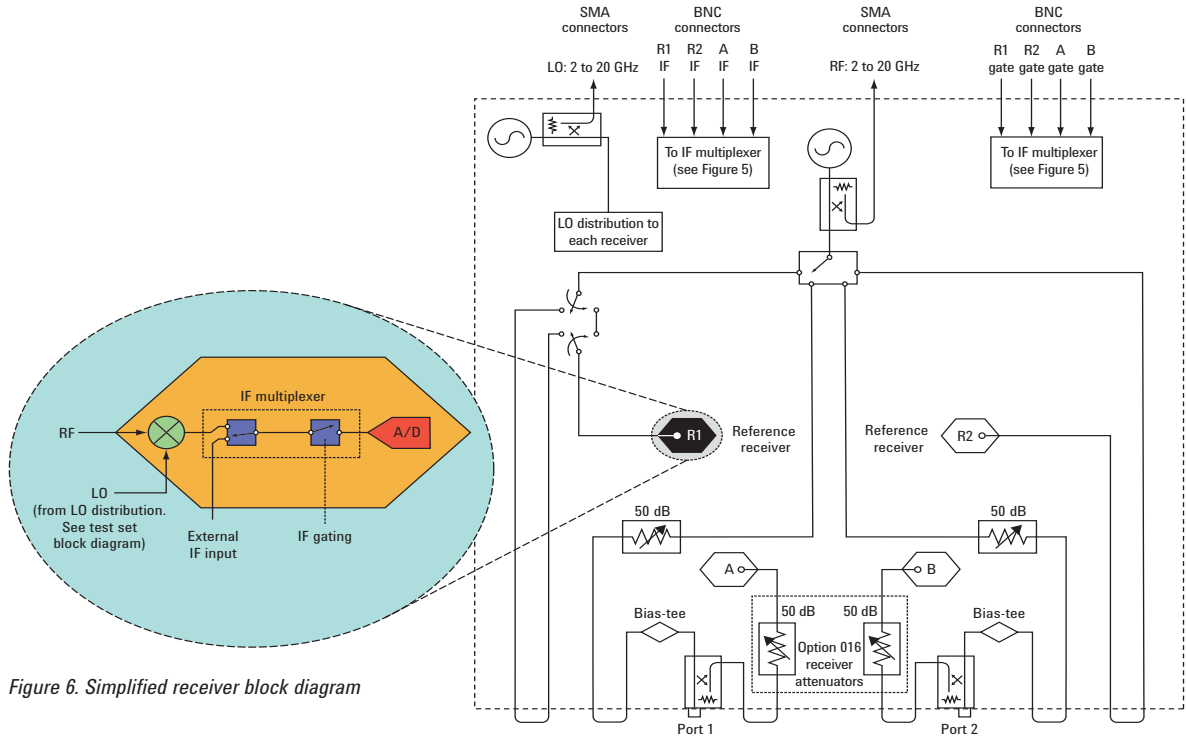 SMA
connectors
BNC
connectors
SMA
connectors
BNC
connectors
LO: 2 to 20 GHz
R1
IF
R2
IF
A
IF
B
IF
RF: 2 to 20 GHz
R1
gate
R2
gate
A
gate
B
gate
To IF multiplexer
(see Figure 5)
To IF multiplexer
(see Figure 5)
LO distribution to
each receiver
IF multiplexer
RF
A/D
LO
(from LO distribution.
See test set
block diagram)
External
IF input
IF gating
R1
Reference
receiver
Reference
receiver
R2
50 dB
50 dB
A
B
Bias-tee
50 dB
50 dB
Bias-tee
Option 016
receiver
attenuators
Port 1
Port 2
Figure 6. Simplified receiver block diagram